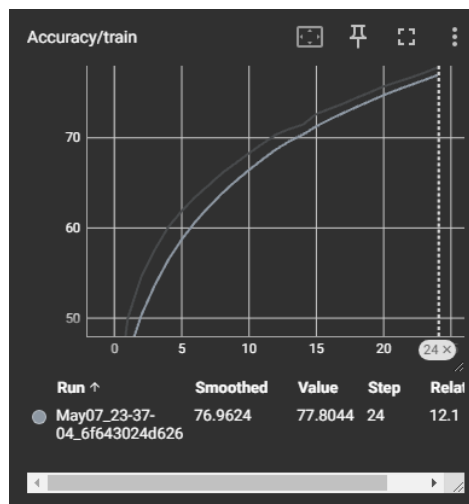 Accuracy/train
70
60
50
0 5 10 15 20 24 ×
Run ↑ Smoothed Value Step Relat
May07_23-37-
04_6f643024d626 76.9624 77.8044 24 12.1